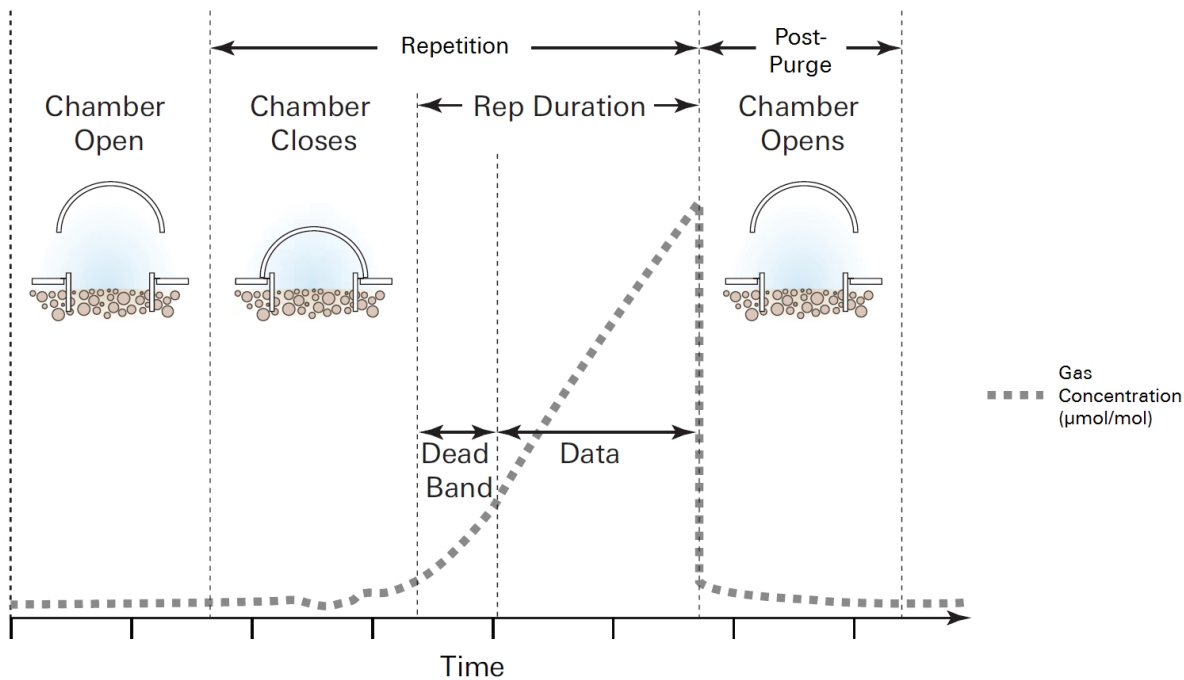 Repetition
Post-
Purge
Chamber
Open
Chamber
Closes
Rep Duration
Chamber
Opens
Dead
Band
Data
Gas
Concentration
(μmol/mol)
Time